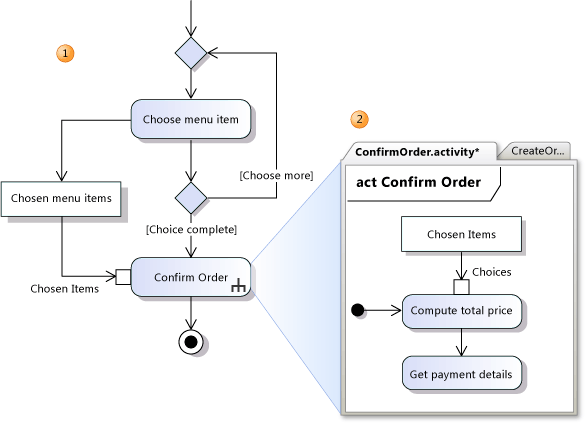 1
Choose menu item
Chosen menu items
[Choose more]
[Choice complete]
Chosen Items
Confirm Order
2
ConfirmOrder.activity*
CreateOr...
act Confirm Order
Chosen Items
Choices
Compute total price
Get payment details